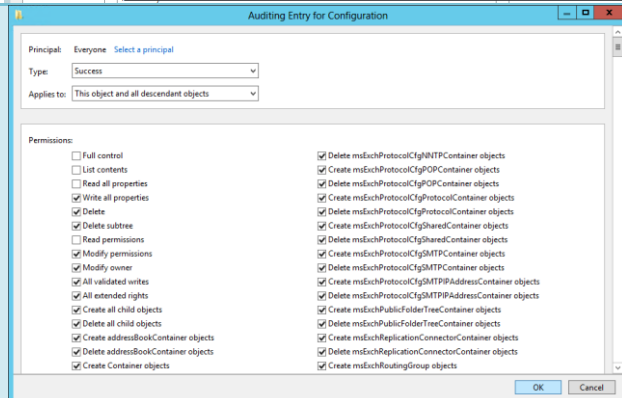 Auditing Entry for Configuration
Principal: Everyone Select a principal
Type: Success
Applies to: This object and all descendant objects
Permissions:
Full control
List contents
Read all properties
Write all properties
Delete
Delete subtree
Read permissions
Modify permissions
Modify owner
All validated writes
All extended rights
Create all child objects
Delete all child objects
Create addressBookContainer objects
Delete addressBookContainer objects
Create Container objects
Delete msExchProtocolCfgNNTPContainer objects
Create msExchProtocolCfgPOPContainer objects
Delete msExchProtocolCfgPOPContainer objects
Create msExchProtocolCfgProtocolContainer objects
Delete msExchProtocolCfgProtocolContainer objects
Create msExchProtocolCfgSharedContainer objects
Delete msExchProtocolCfgSharedContainer objects
Create msExchProtocolCfgSMTPContainer objects
Delete msExchProtocolCfgSMTPContainer objects
Create msExchProtocolCfgSMTPIPAddressContainer objects
Delete msExchProtocolCfgSMTPIPAddressContainer objects
Create msExchPublicFolderTreeContainer objects
Delete msExchPublicFolderTreeContainer objects
Create msExchReplicationConnectorContainer objects
Delete msExchReplicationConnectorContainer objects
Create msExchRoutingGroup objects
OK Cancel